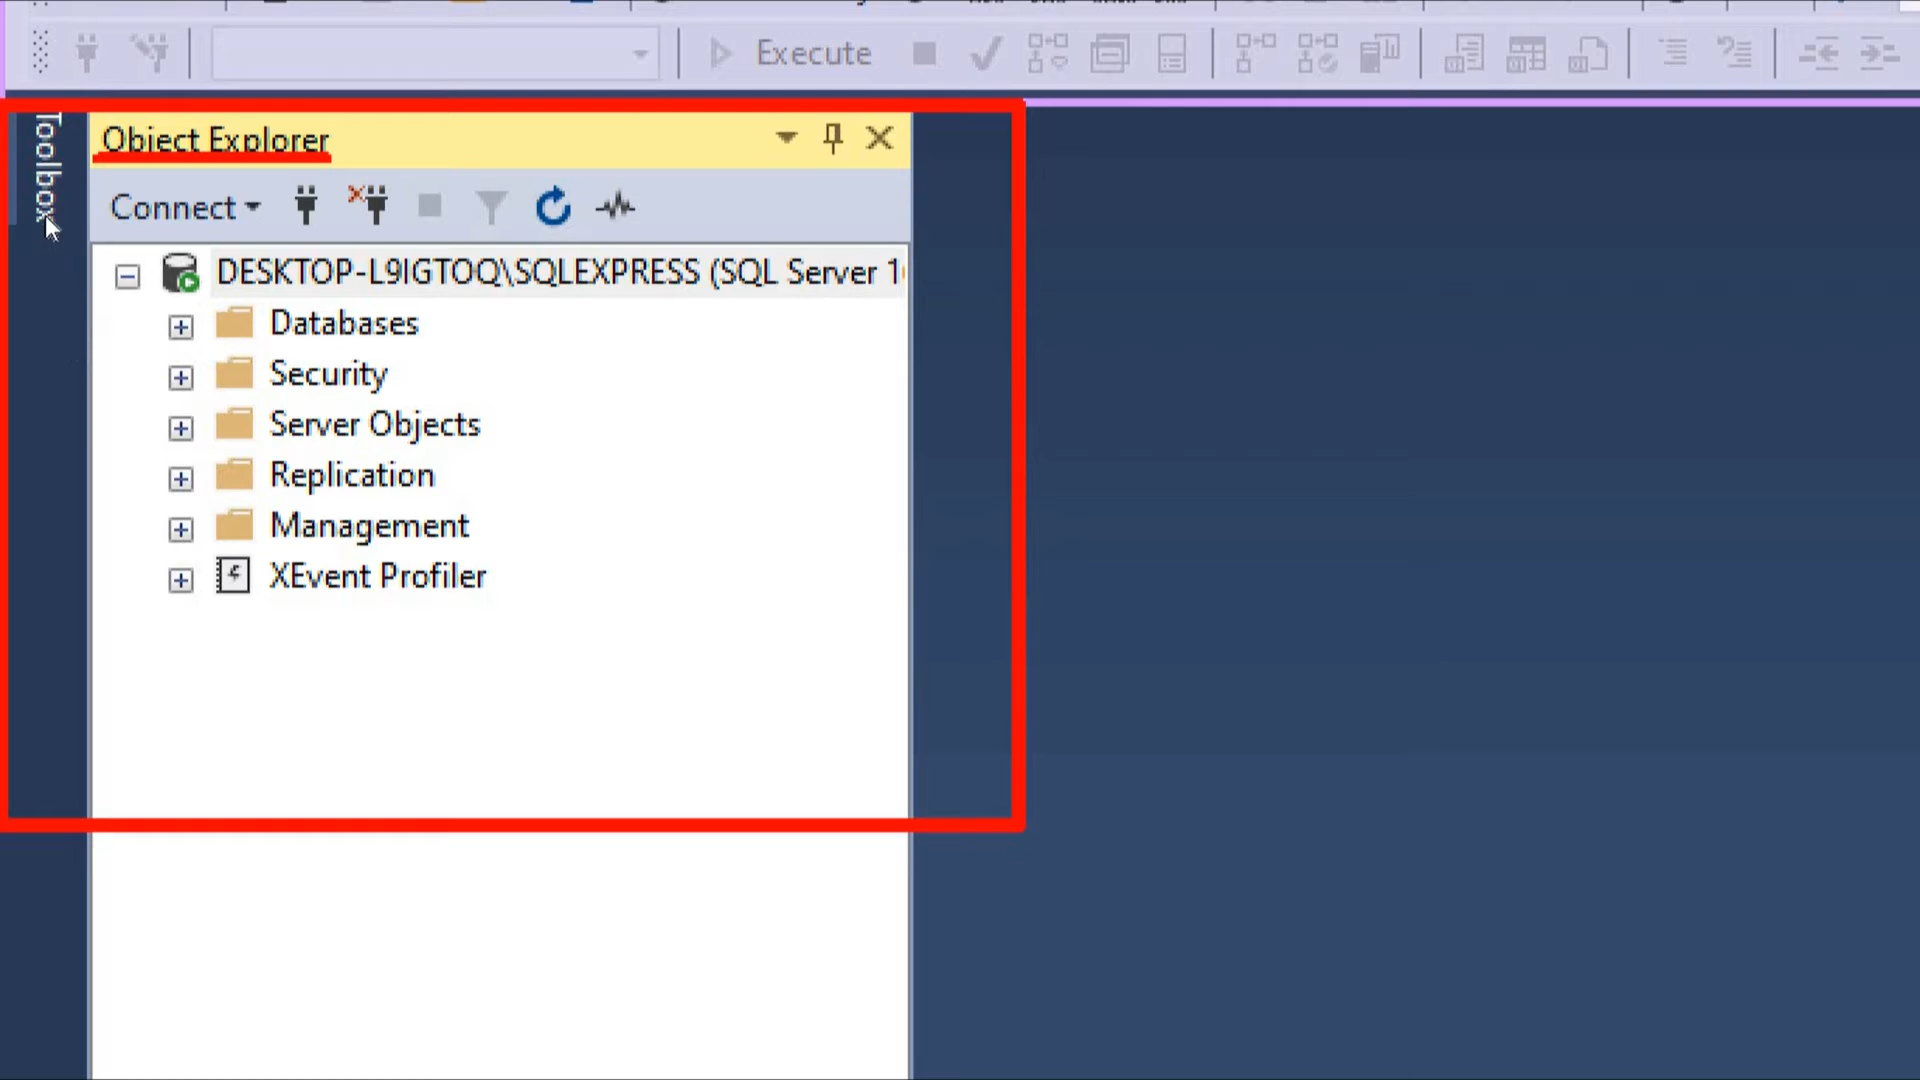 Execute
Toolbox
Object Explorer
Connect
DESKTOP-L9IGTOQ\SQLEXPRESS (SQL Server 1
Databases
Security
Server Objects
Replication
Management
XEvent Profiler